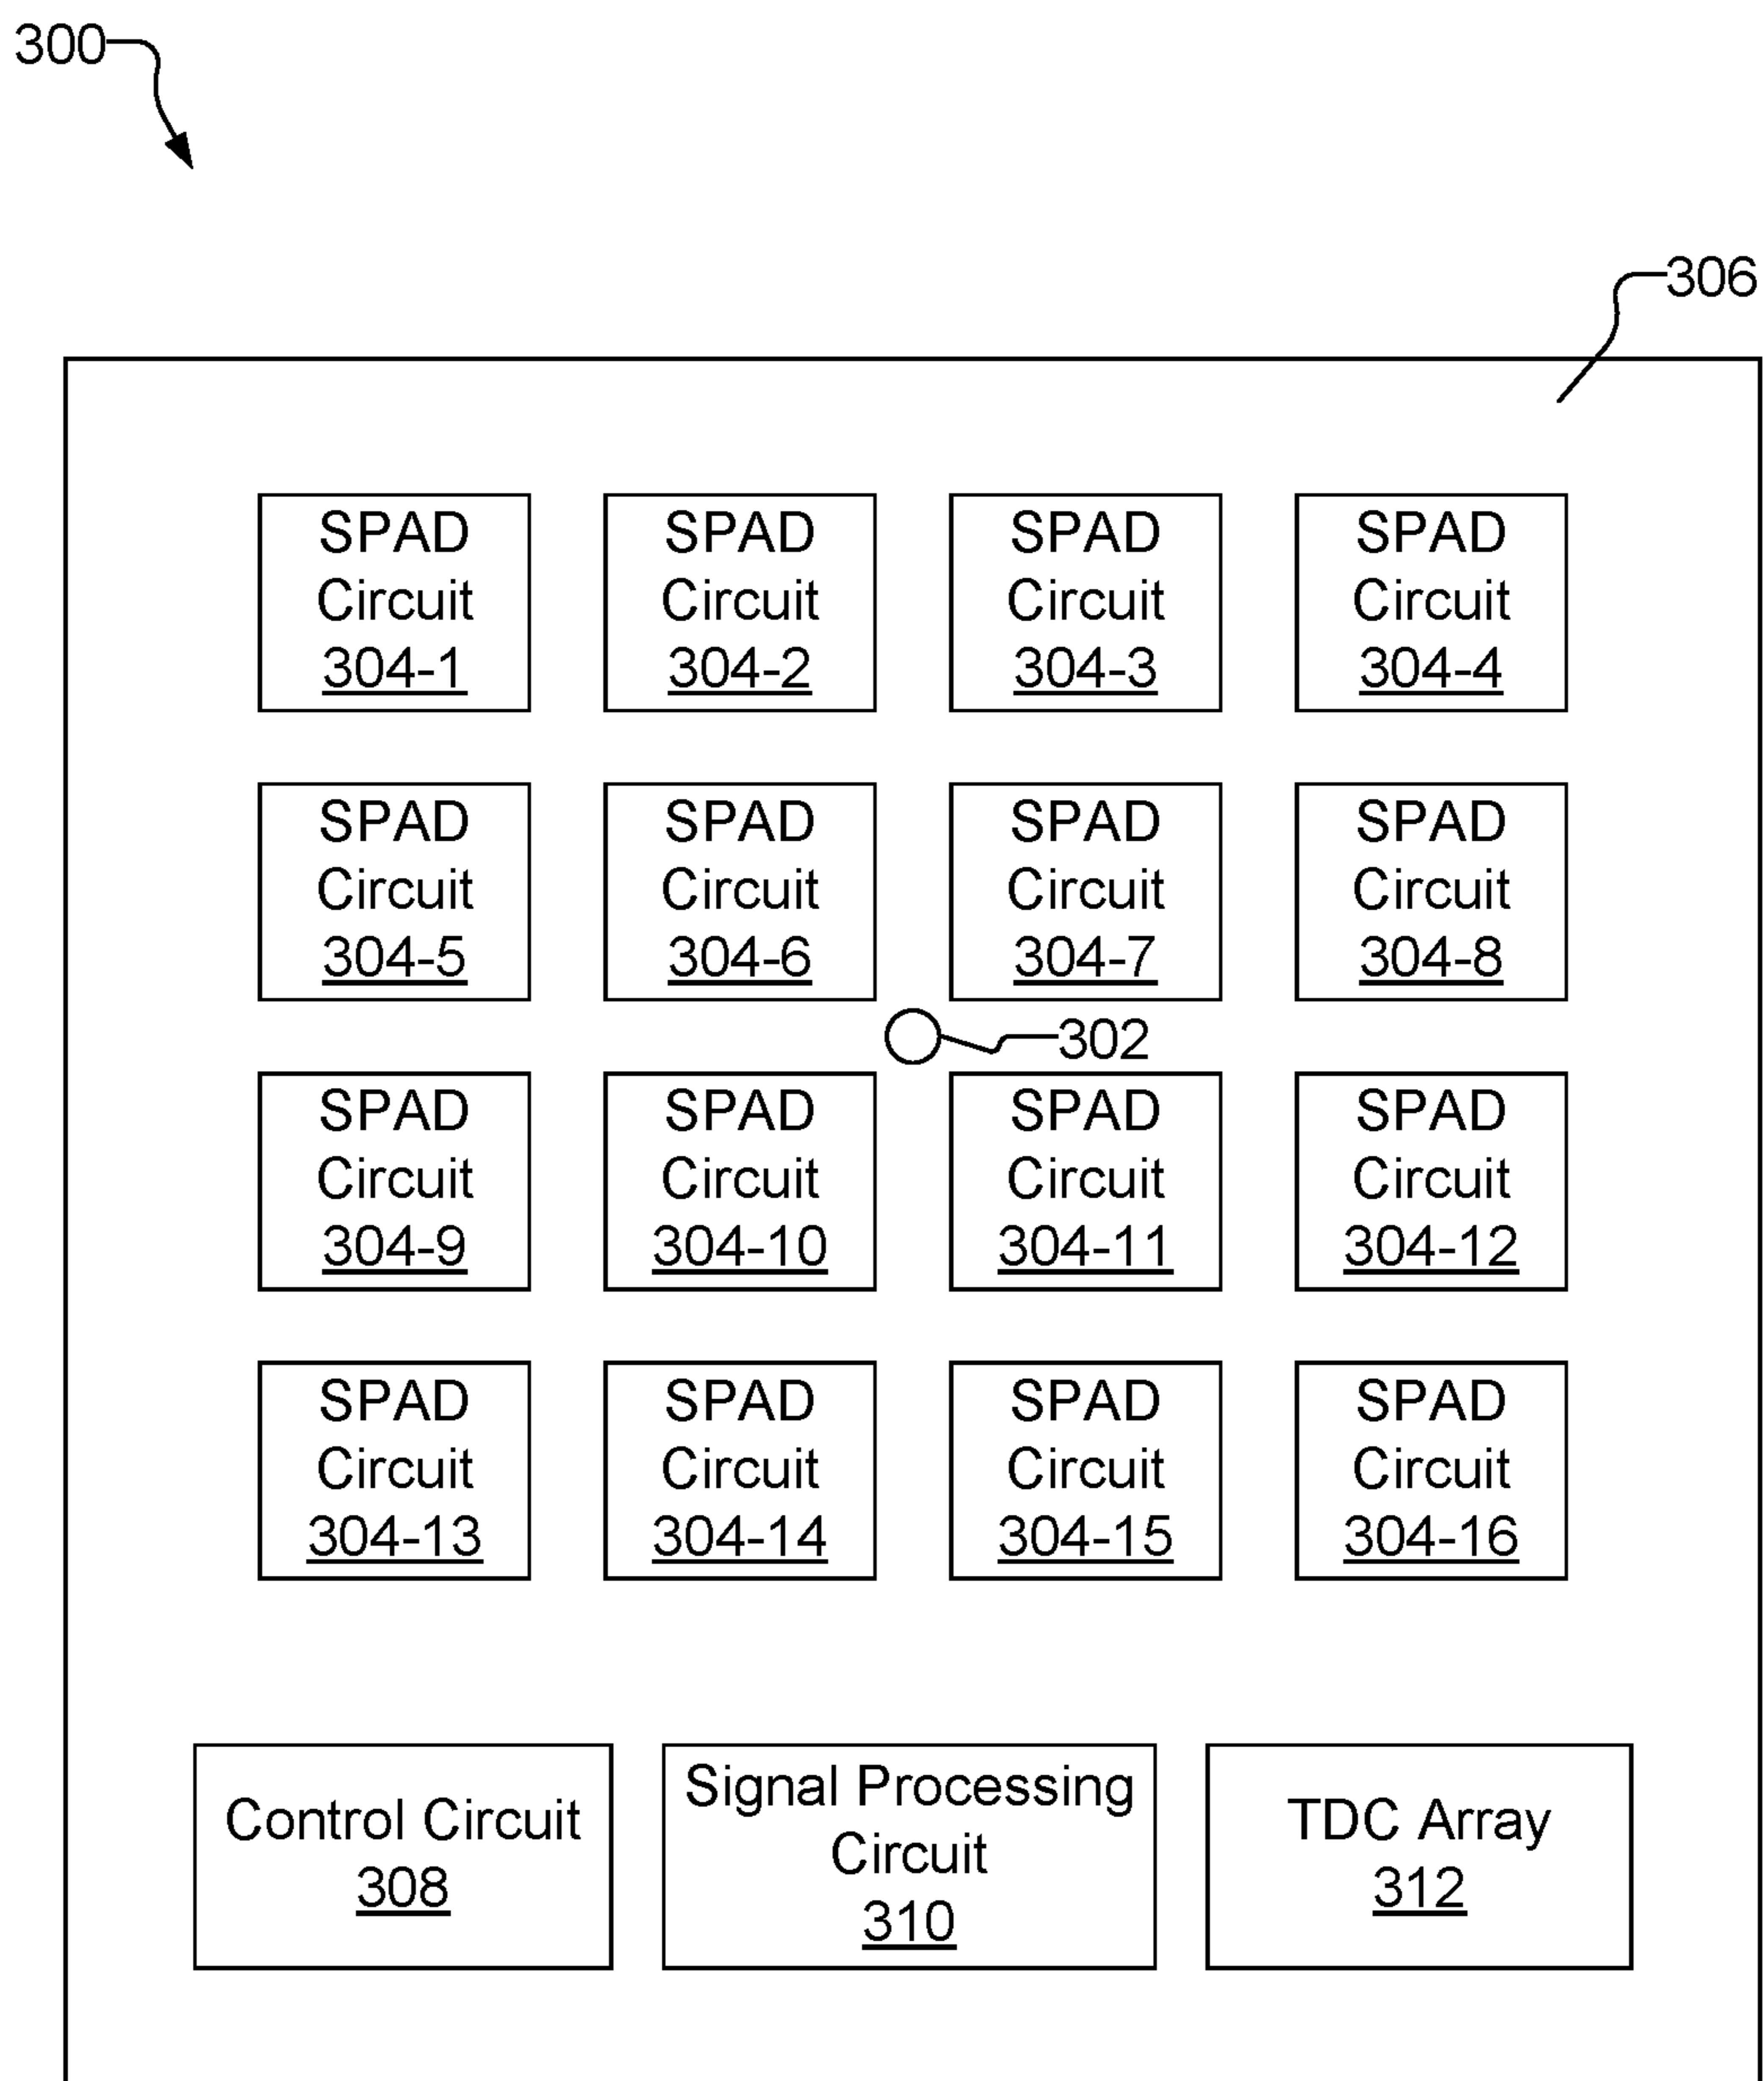 300
306
SPAD SPAD SPAD SPAD
Circuit Circuit Circuit Circuit
304-1 304-2 304-3 304-4
SPAD SPAD SPAD SPAD
Circuit Circuit Circuit Circuit
304-5 304-6 304-7 304-8
302
SPAD SPAD SPAD SPAD
Circuit Circuit Circuit Circuit
304-9 304-10 304-11 304-12
SPAD SPAD SPAD SPAD
Circuit Circuit Circuit Circuit
304-13 304-14 304-15 304-16
Control Circuit
308
Signal Processing
Circuit
310
TDC Array
312